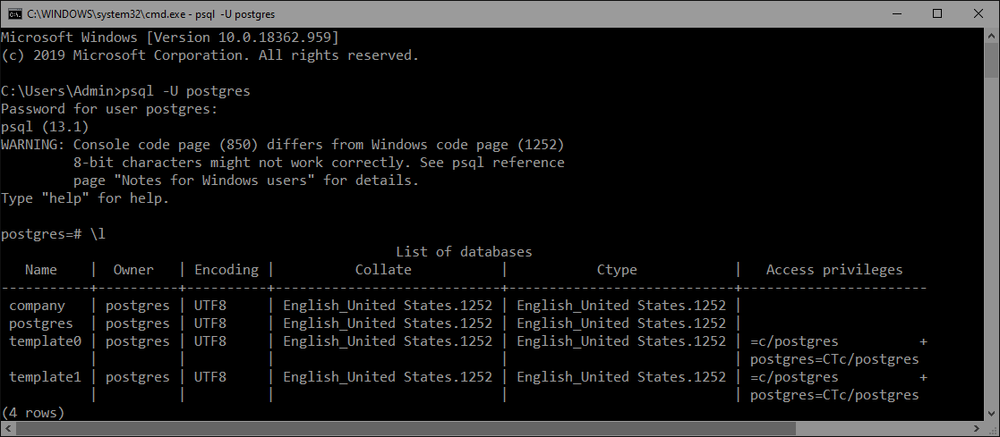 C:\WINDOWS\system32\cmd.exe - psql  -U postgres
Microsoft Windows [Version 10.0.18362.959]
(c) 2019 Microsoft Corporation. All rights reserved.
C:\Users\Admin>psql -U postgres
Password for user postgres:
psql (13.1)
WARNING: Console code page (850) differs from Windows code page (1252)
         8-bit characters might not work correctly. See psql reference
         page "Notes for Windows users" for details.
Type "help" for help.
postgres=# \l
                                                 List of databases
   Name    |  Owner   | Encoding |          Collate           |           Ctype            |   Access privileges
-----------+----------+----------+----------------------------+----------------------------+-----------------------
 company   | postgres | UTF8     | English_United States.1252 | English_United States.1252 |
 postgres  | postgres | UTF8     | English_United States.1252 | English_United States.1252 |
 template0 | postgres | UTF8     | English_United States.1252 | English_United States.1252 | =c/postgres          +
           |          |          |                            |                            | postgres=CTc/postgres
 template1 | postgres | UTF8     | English_United States.1252 | English_United States.1252 | =c/postgres          +
           |          |          |                            |                            | postgres=CTc/postgres
(4 rows)